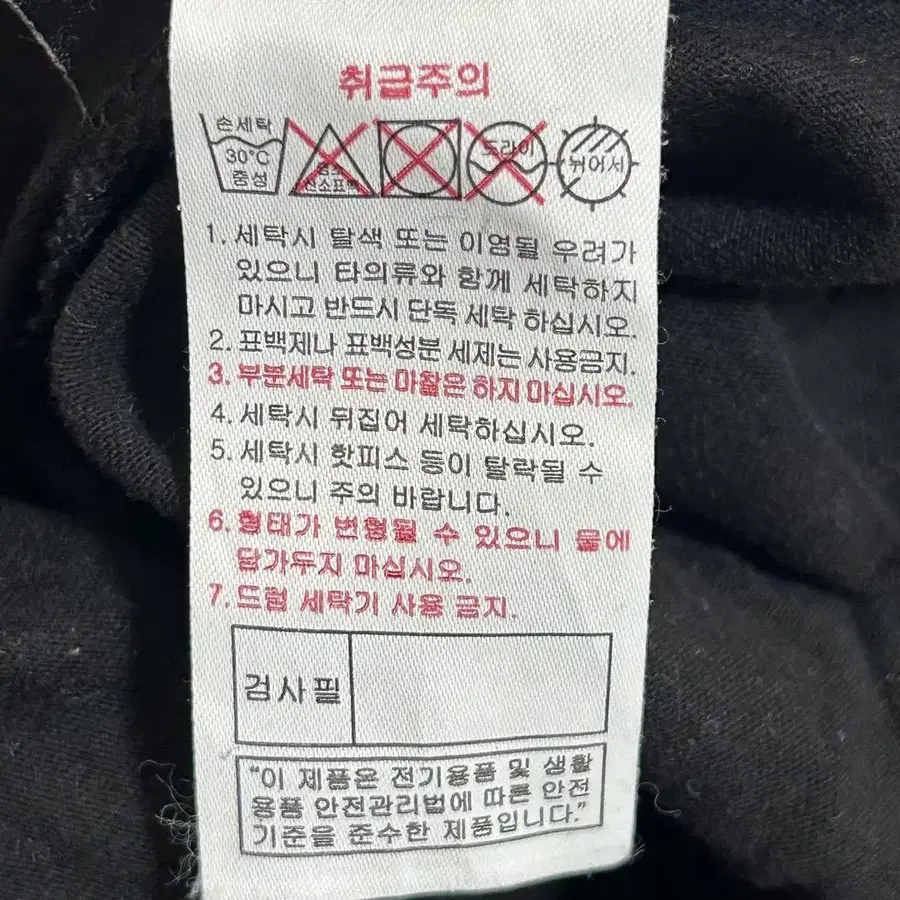 취급주의
손세탁
30°C
중성
염소
산소표백
드라이
뉘어서
1. 세탁시 탈색 또는 이염될 우려가
있으니 타의류와 함께 세탁하지
마시고 반드시 단독 세탁 하십시오.
2. 표백제나 표백성분 세제는 사용금지.
3. 부분세탁 또는 마찰은 하지 마십시오.
4. 세탁시 뒤집어 세탁하십시오.
5. 세탁시 핫피스 등이 탈락될 수
있으니 주의 바랍니다.
6. 형태가 변형될 수 있으니 물에
담가두지 마십시오.
7. 드럼 세탁기 사용 금지.
검사필
"이 제품은 전기용품 및 생활
용품 안전관리법에 따른 안전
기준을 준수한 제품입니다."